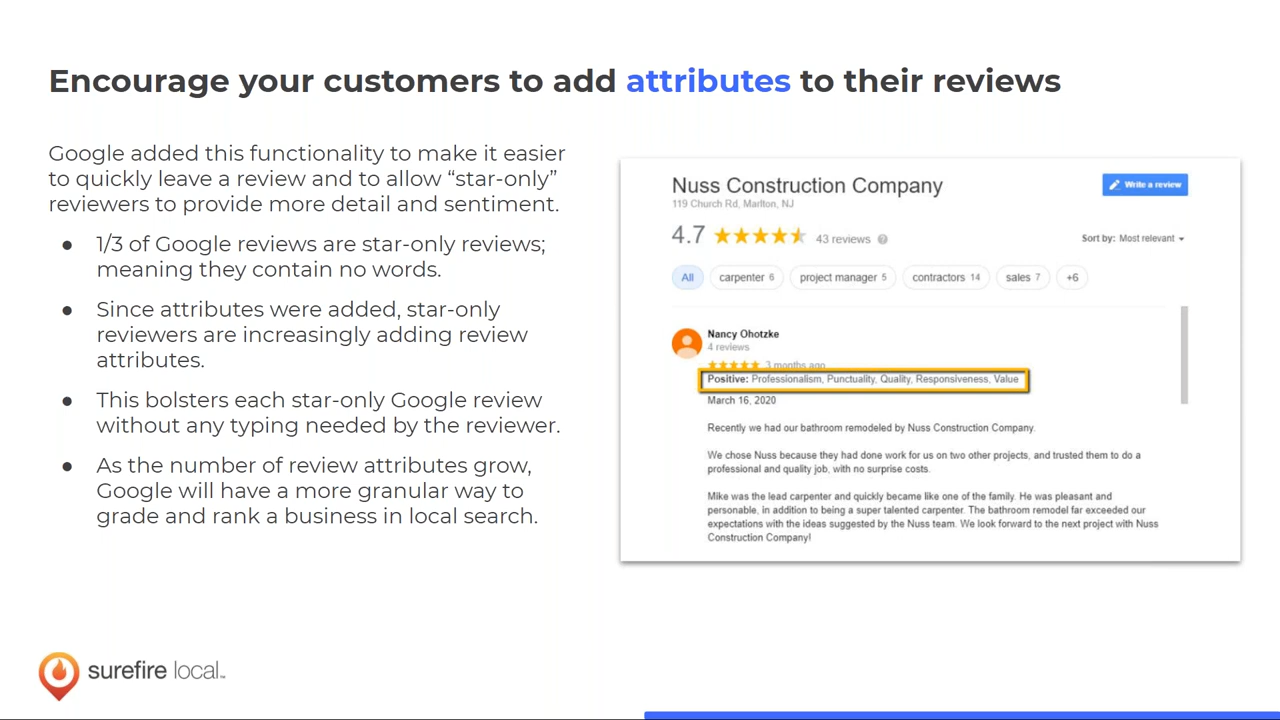 Encourage your customers to add attributes to their reviews
Google added this functionality to make it easier
to quickly leave a review and to allow “star-only”
reviewers to provide more detail and sentiment.
● 1/3 of Google reviews are star-only reviews;
meaning they contain no words.
● Since attributes were added, star-only
reviewers are increasingly adding review
attributes.
● This bolsters each star-only Google review
without any typing needed by the reviewer.
● As the number of review attributes grow,
Google will have a more granular way to
grade and rank a business in local search.
Nuss Construction Company
Write a review
119 Church Rd, Marlton, NJ
4.7 43 reviews
Sort by: Most relevant
All carpenter 6 project manager 5 contractors 14 sales 7 +6
Nancy Ohotzke
4 reviews
3 months ago
Positive: Professionalism, Punctuality, Quality, Responsiveness, Value
March 16, 2020
Recently we had our bathroom remodeled by Nuss Construction Company.
We chose Nuss because they had done work for us on two other projects, and trusted them to do a
professional and quality job, with no surprise costs.
Mike was the lead carpenter and quickly became like one of the family. He was pleasant and
personable, in addition to being a super talented carpenter. The bathroom remodel far exceeded our
expectations with the ideas suggested by the Nuss team. We look forward to the next project with Nuss
Construction Company!
surefire local™